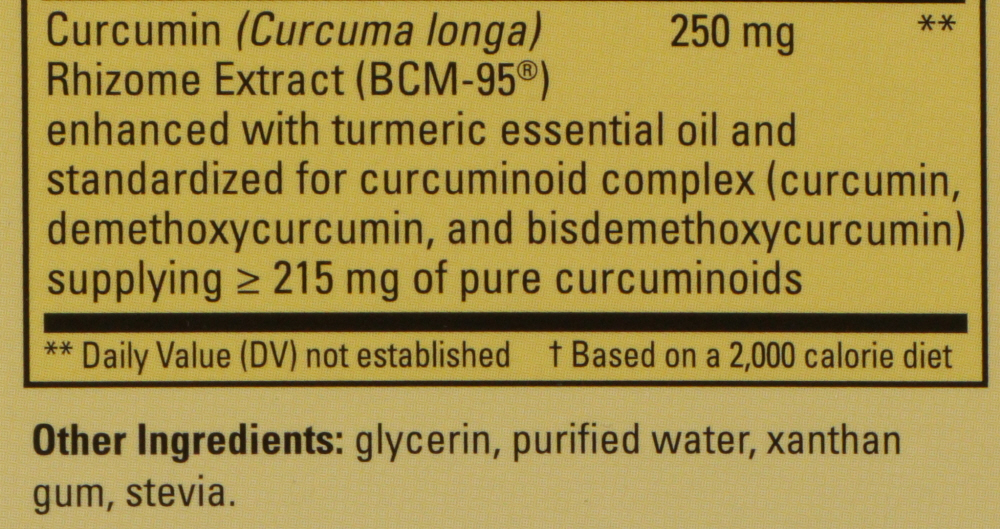 Curcumin (Curcuma longa) 250 mg **
Rhizome Extract (BCM-95®)
enhanced with turmeric essential oil and
standardized for curcuminoid complex (curcumin,
demethoxycurcumin, and bisdemethoxycurcumin)
supplying ≥ 215 mg of pure curcuminoids
** Daily Value (DV) not established † Based on a 2,000 calorie diet
Other Ingredients: glycerin, purified water, xanthan
gum, stevia.